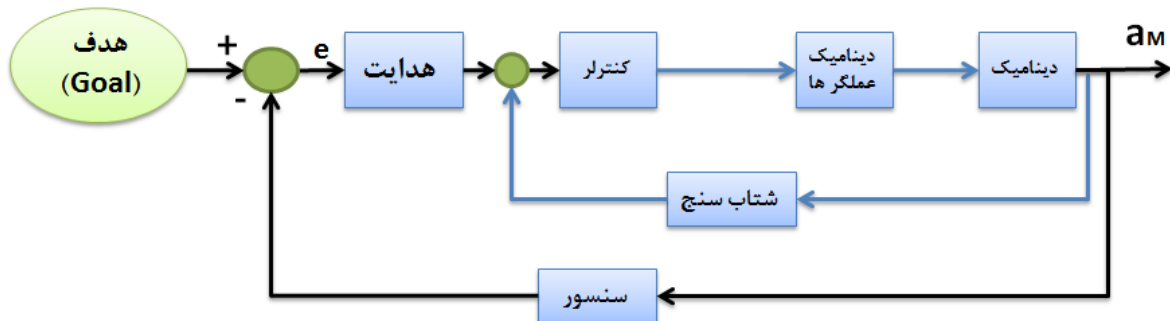 هدف
(Goal)
+
-
e
هدایت
کنترلر
دینامیک
عملگر ها
دینامیک
aM
شتاب سنج
سنسور